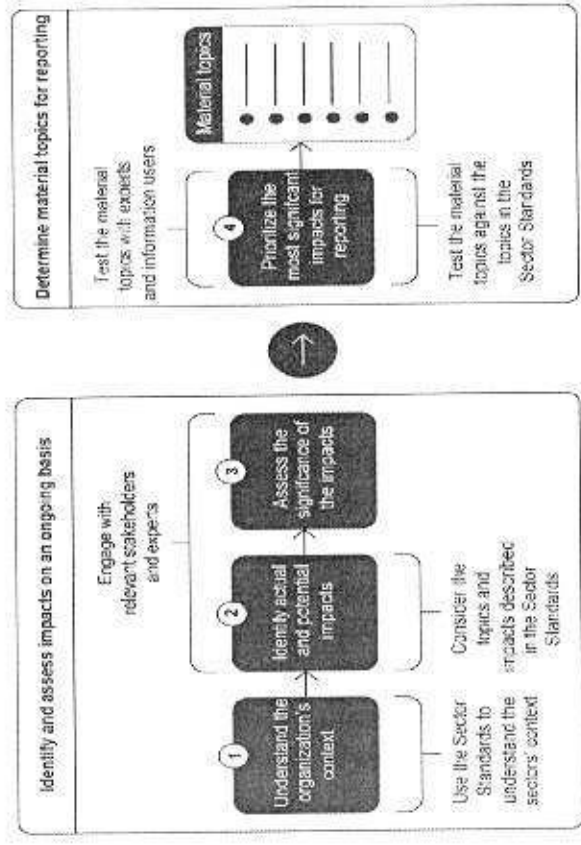 Identify and assess impacts on an ongoing basis
Engage with
relevant stakeholders
and experts
1
Understand the
organization's
context
2
Identify actual
and potential
impacts
3
Assess the
significance of
the impacts
Use the Sector
Standards to
understand the
sectors' context
Consider the
topics and
impacts described
in the Sector
Standards
Determine material topics for reporting
Test the material
topics with experts
and information users
4
Prioritize the
most significant
impacts for
reporting
Material topics
Test the material
topics against the
topics in the
Sector Standards